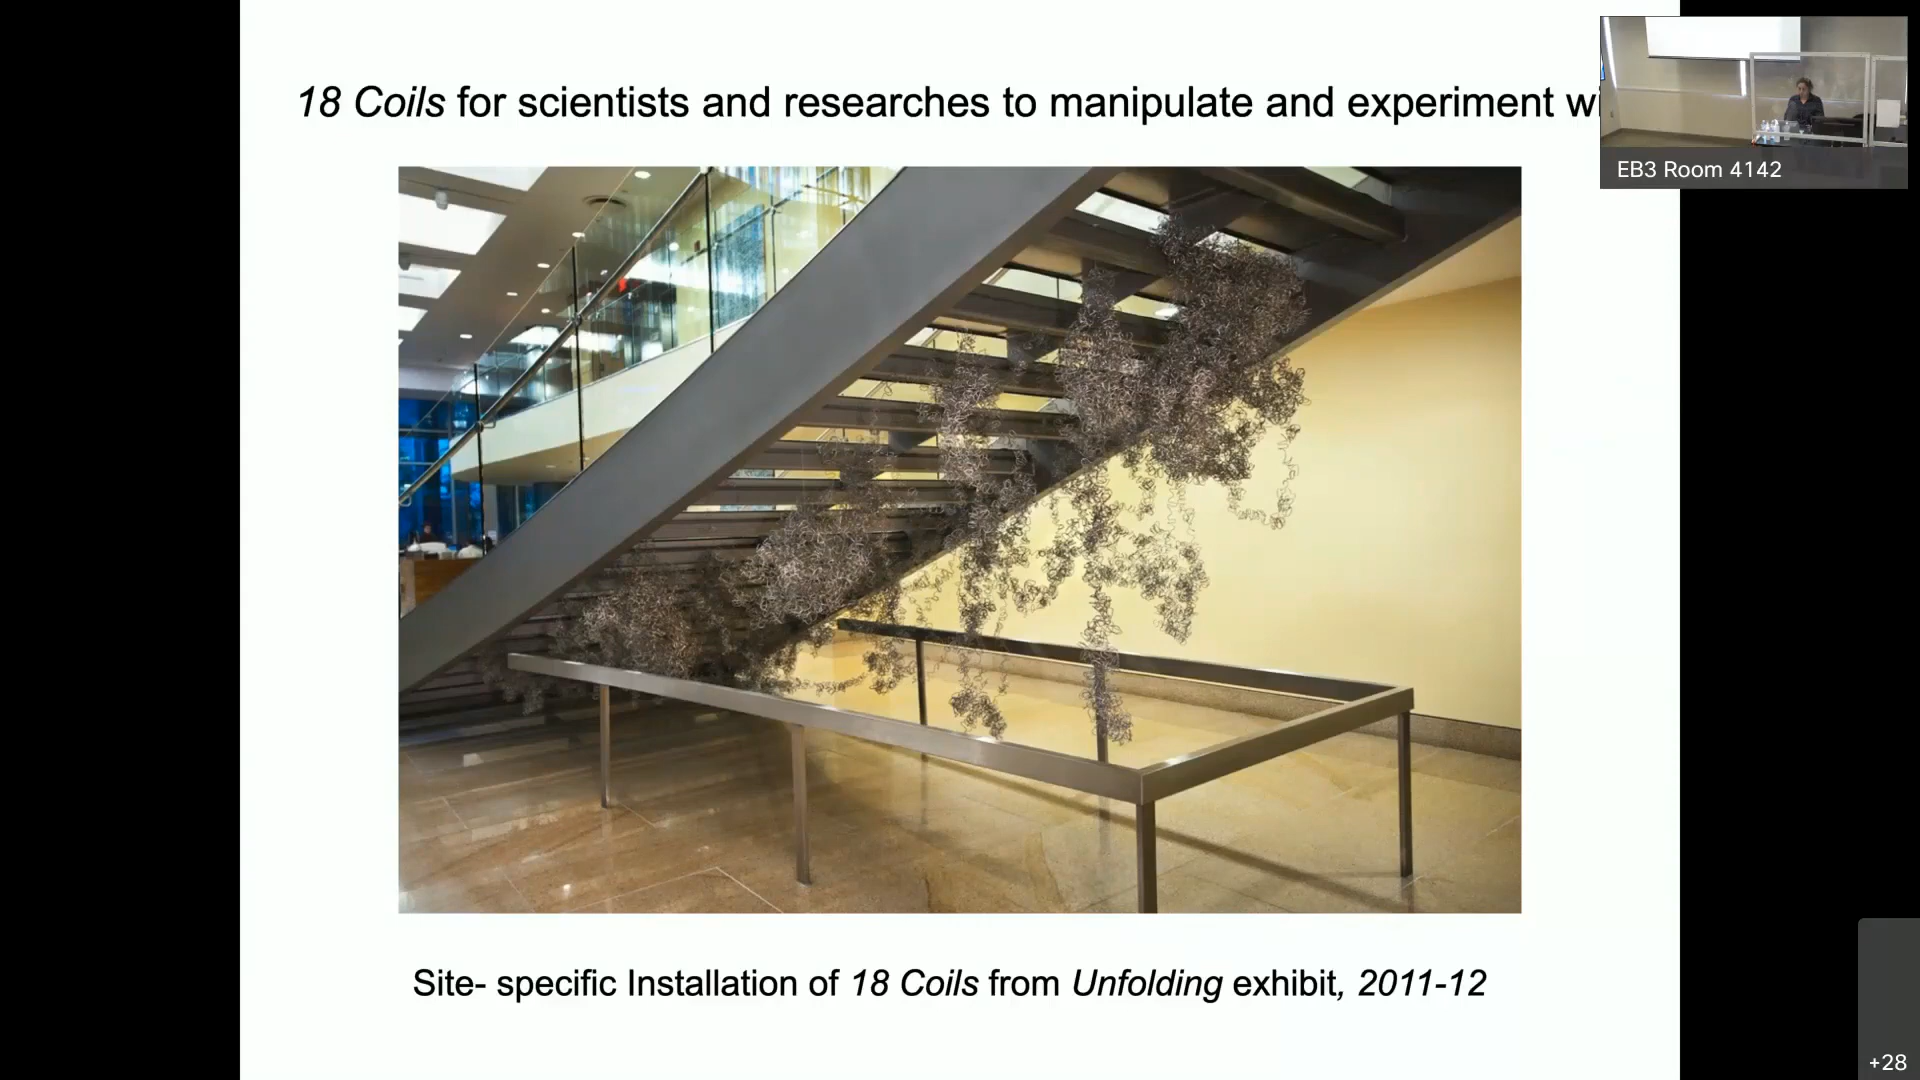 18 Coils for scientists and researches to manipulate and experiment
EB3 Room 4142
Site- specific Installation of 18 Coils from Unfolding exhibit, 2011-12
+28